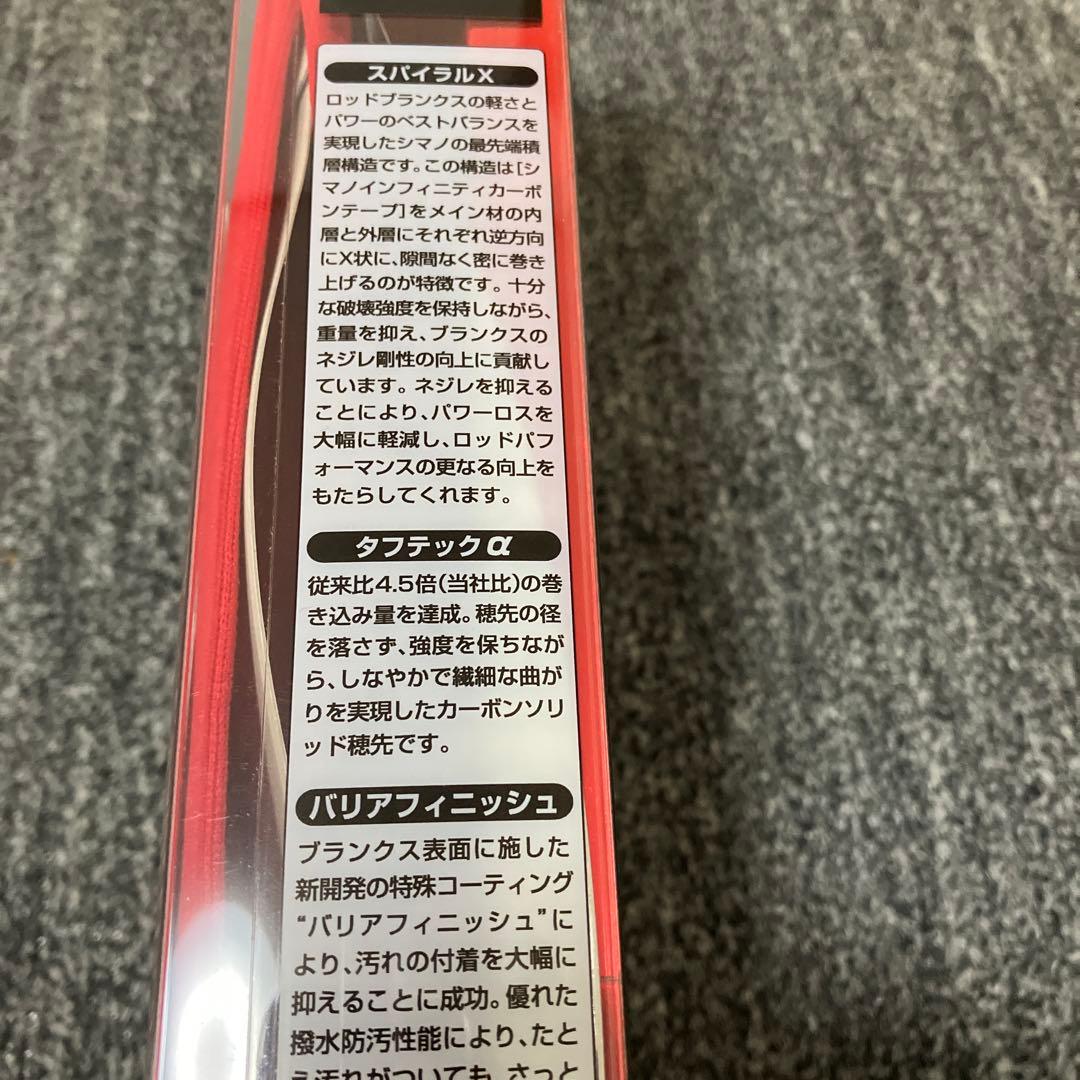 スパイラルX
ロッドブランクスの軽さと
パワーのベストバランスを
実現したシマノの最先端積
層構造です。この構造は[シ
マノインフィニティカーボ
ンテープ]をメイン材の内
層と外層にそれぞれ逆方向
にX状に、隙間なく密に巻き
上げるのが特徴です。十分
な破壊強度を保持しながら、
重量を抑え、ブランクスの
ネジレ剛性の向上に貢献し
ています。ネジレを抑える
ことにより、パワーロスを
大幅に軽減し、ロッドパフ
ォーマンスの更なる向上を
もたらしてくれます。
タフテックα
従来比4.5倍(当社比)の巻
き込み量を達成。穂先の径
を落さず、強度を保ちなが
ら、しなやかで繊細な曲が
りを実現したカーボンソリ
ッド穂先です。
バリアフィニッシュ
ブランクス表面に施した
新開発の特殊コーティング
“バリアフィニッシュ”に
より、汚れの付着を大幅に
抑えることに成功。優れた
撥水防汚性能により、たと
え汚れがついても、さっと